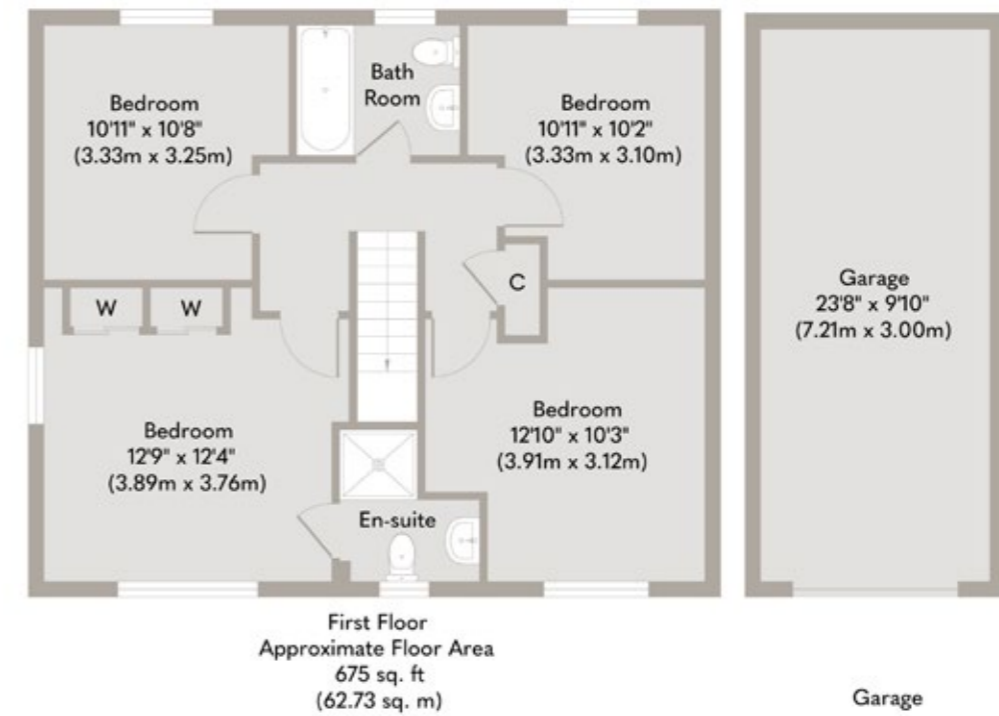 Bedroom
10'11" x 10'8"
(3.33m x 3.25m)
Bath
Room
Bedroom
10'11" x 10'2"
(3.33m x 3.10m)
W
W
C
Garage
23'8" x 9'10"
(7.21m x 3.00m)
Bedroom
12'9" x 12'4"
(3.89m x 3.76m)
Bedroom
12'10" x 10'3"
(3.91m x 3.12m)
En-suite
First Floor
Approximate Floor Area
675 sq. ft
(62.73 sq. m)
Garage